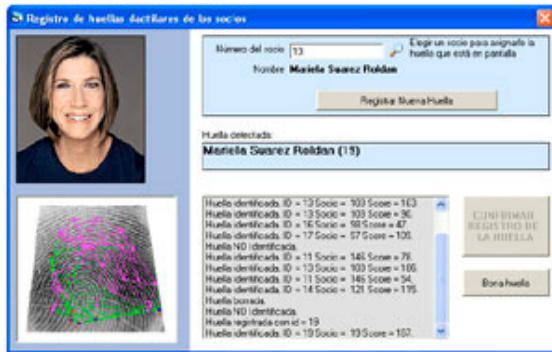 Registro de huellas dactilares de los socios
Número del socio 13
Elegir un socio para asignarle la
huella que está en pantalla
Nombre Mariela Suarez Roldan
Registrar Nueva Huella
Huella detectada:
Mariela Suarez Roldan (19)
Huella identificada. ID = 13 Socio = 103 Score = 163.
Huella identificada. ID = 13 Socio = 103 Score = 96.
Huella identificada. ID = 16 Socio = 98 Score = 47.
Huella identificada. ID = 17 Socio = 57 Score = 109.
Huella NO Identificada.
Huella identificada. ID = 11 Socio = 146 Score = 78.
Huella identificada. ID = 13 Socio = 103 Score = 186.
Huella identificada. ID = 11 Socio = 146 Score = 54.
Huella identificada. ID = 14 Socio = 121 Score = 115.
Huella borrada.
Huella NO Identificada.
Huella registrada con id = 19
Huella identificada. ID = 19 Socio = 19 Score = 187.
CONFIRMAR
REGISTRO DE
LA HUELLA
Borra huella